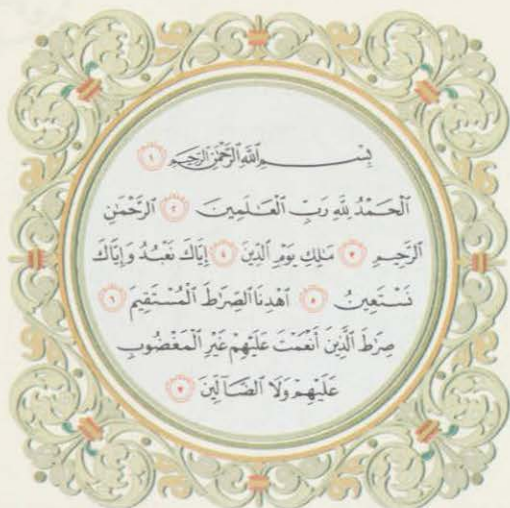 بِسْمِ ٱللَّهِ ٱلرَّحْمَٰنِ ٱلرَّحِيمِ ١
ٱلْحَمْدُ لِلَّهِ رَبِّ ٱلْعَٰلَمِينَ ٢ ٱلرَّحْمَٰنِ
ٱلرَّحِيمِ ٣ مَٰلِكِ يَوْمِ ٱلدِّينِ ٤ إِيَّاكَ نَعْبُدُ وَإِيَّاكَ
نَسْتَعِينُ ٥ ٱهْدِنَا ٱلصِّرَٰطَ ٱلْمُسْتَقِيمَ ٦
صِرَٰطَ ٱلَّذِينَ أَنْعَمْتَ عَلَيْهِمْ غَيْرِ ٱلْمَغْضُوبِ
عَلَيْهِمْ وَلَا ٱلضَّآلِّينَ ٧